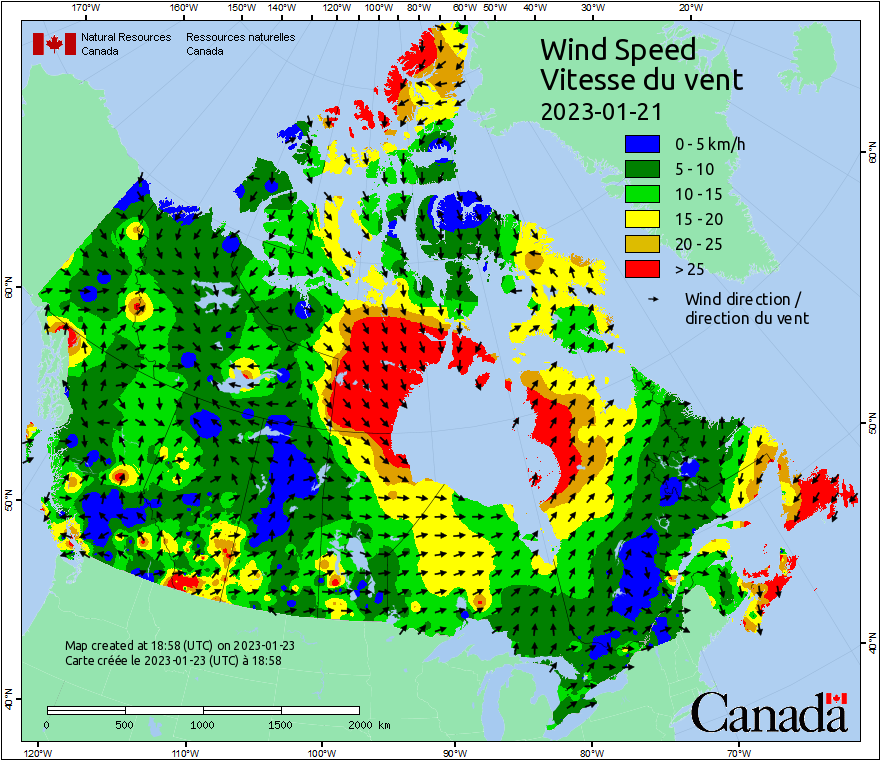 170°W 160°W 150°W 140°W 120°W 100°W 80°W 60°W 50°W 40°W 30°W 20°W
Natural Resources Ressources naturelles
Canada Canada
Wind Speed
Vitesse du vent
2023-01-21
0 - 5 km/h
5 - 10
10 - 15
15 - 20
20 - 25
> 25
Wind direction /
direction du vent
60°N
60°N
50°N
50°N
40°N
40°N
Map created at 18:58 (UTC) on 2023-01-23
Carte créée le 2023-01-23 (UTC) à 18:58
0 500 1000 1500 2000 km
Canada
120°W 110°W 100°W 90°W 80°W 70°W